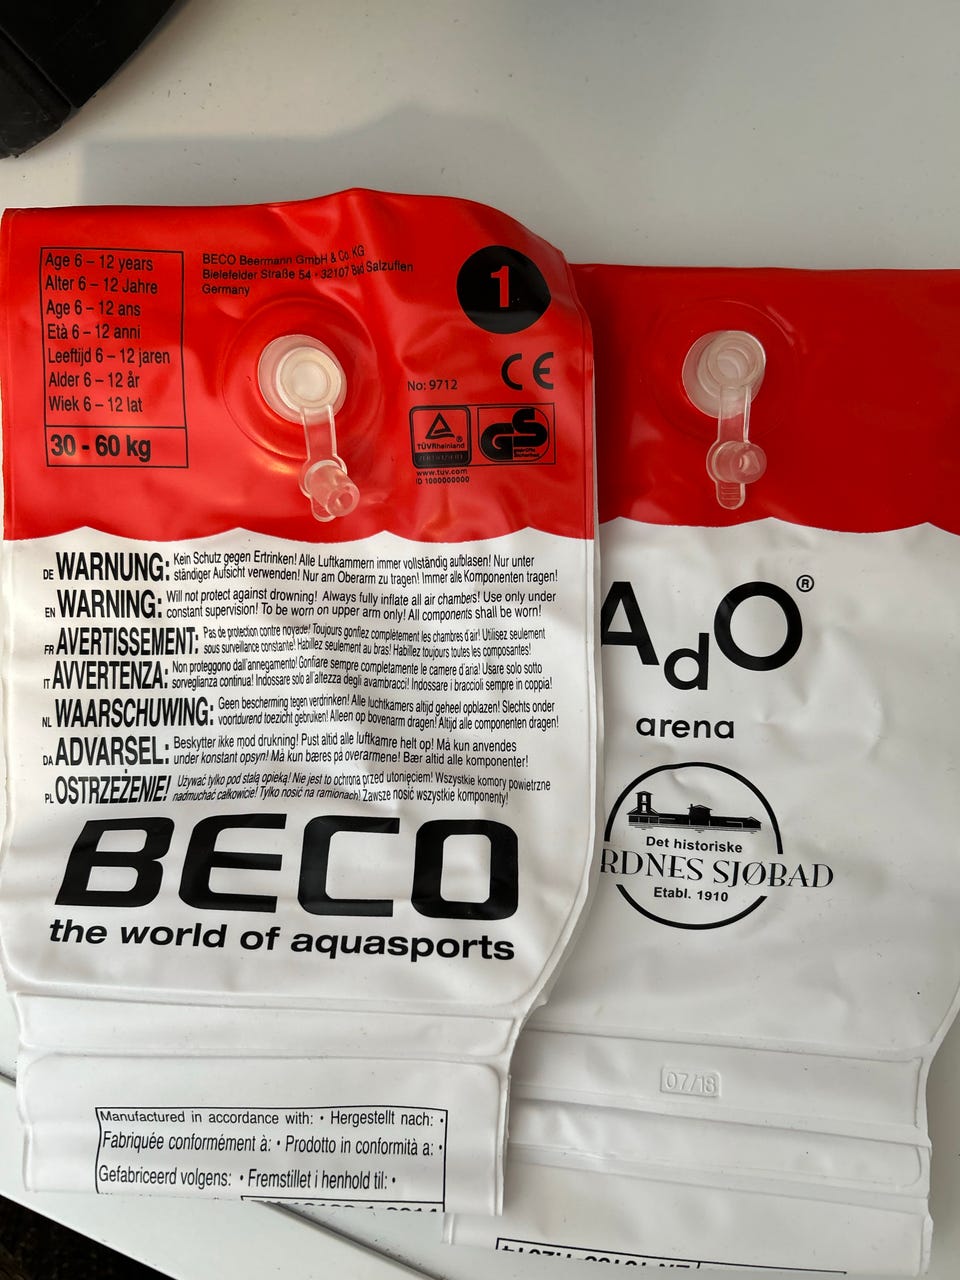 Age 6 – 12 years
Alter 6 – 12 Jahre
Age 6 – 12 ans
Età 6 – 12 anni
Leeftijd 6 – 12 jaren
Alder 6 – 12 år
Wiek 6 – 12 lat
30 - 60 kg
BECO Beermann GmbH & Co. KG
Bielefelder Straße 54 · 32107 Bad Salzuflen
Germany
1
CE
No: 9712
TÜVRheinland
ZERTIFIZIERT
GS
geprüfte Sicherheit
www.tuv.com
ID 1000000000
DE WARNUNG: Kein Schutz gegen Ertrinken! Alle Luftkammern immer vollständig aufblasen! Nur unter
ständiger Aufsicht verwenden! Nur am Oberarm zu tragen! Immer alle Komponenten tragen!
EN WARNING: Will not protect against drowning! Always fully inflate all air chambers! Use only under
constant supervision! To be worn on upper arm only! All components shall be worn!
FR AVERTISSEMENT: Pas de protection contre noyade! Toujours gonflez complètement les chambres d'air! Utilisez seulement
sous surveillance constante! Habillez seulement au bras! Habillez toujours toutes les composantes!
IT AVVERTENZA: Non proteggono dall'annegamento! Gonfiare sempre completamente le camere d'aria! Usare solo sotto
sorveglianza continua! Indossare solo all'altezza degli avambracci! Indossare i braccioli sempre in coppia!
NL WAARSCHUWING: Geen bescherming tegen verdrinken! Alle luchtkamers altijd geheel opblazen! Slechts onder
voortdurend toezicht gebruiken! Alleen op bovenarm dragen! Altijd alle componenten dragen!
DA ADVARSEL: Beskytter ikke mod drukning! Pust altid alle luftkamre helt op! Må kun anvendes
under konstant opsyn! Må kun bæres på overarmene! Bær altid alle komponenter!
PL OSTRZEŻENIE! Używać tylko pod stałą opieką! Nie jest to ochrona przed utonięciem! Wszystkie komory powietrzne
nadmuchać całkowicie! Tylko nosić na ramionach! Zawsze nosić wszystkie komponenty!
BECO
the world of aquasports
Manufactured in accordance with: • Hergestellt nach: •
Fabriquée conformément à: • Prodotto in conformità a: •
Gefabriceerd volgens: • Fremstillet i henhold til: •
AdO®
arena
Det historiske
RDNES SJØBAD
Etabl. 1910
07/18